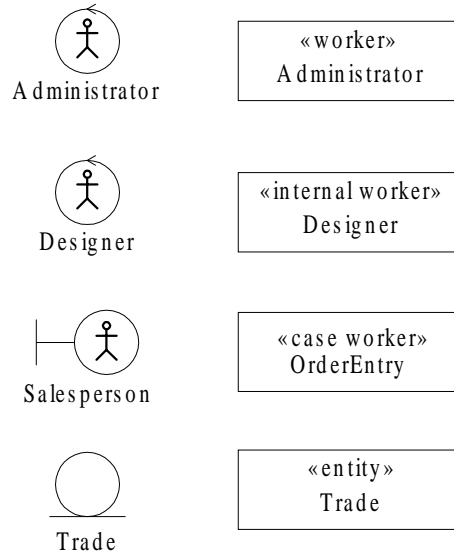 «worker»
Administrator
Administrator
«internal worker»
Designer
Designer
«case worker»
OrderEntry
Salesperson
«entity»
Trade
Trade